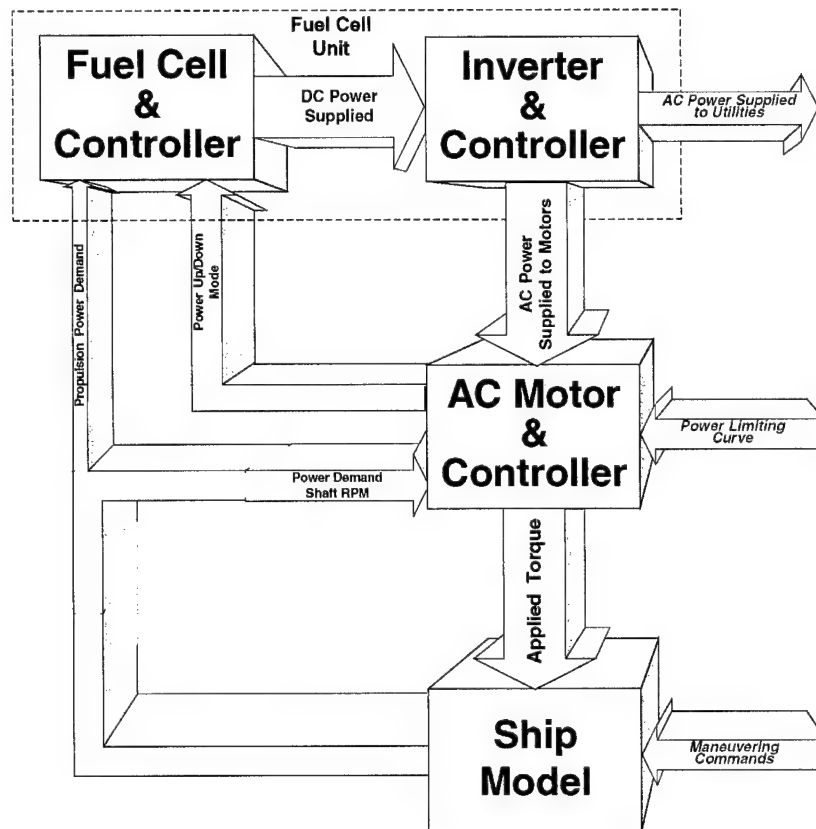 Fuel Cell
Unit
Fuel Cell
&
Controller
DC Power
Supplied
Inverter
&
Controller
AC Power Supplied
to Utilities
Propulsion Power Demand
Power Up/Down
Mode
AC Power
Supplied to Motors
AC Motor
&
Controller
Power Limiting
Curve
Power Demand
Shaft RPM
Applied Torque
Ship
Model
Maneuvering
Commands